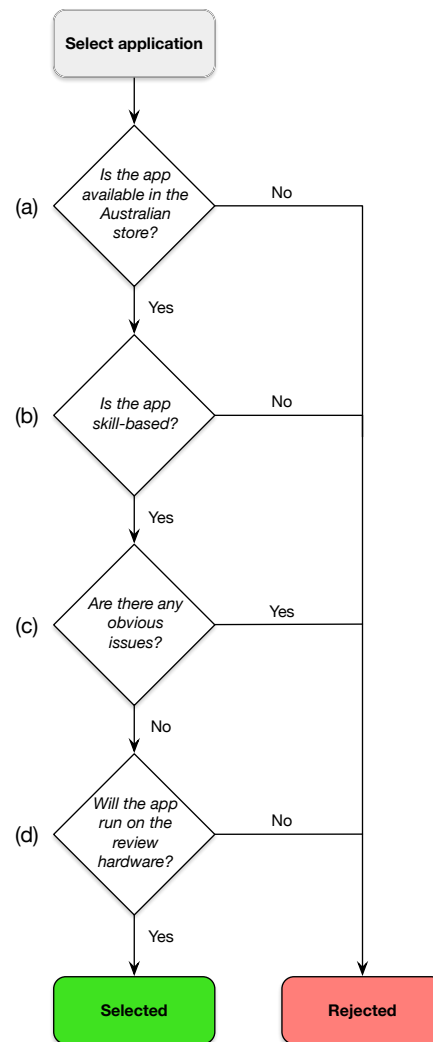 Select application
(a)
Is the app
available in the
Australian
store?
No
Yes
(b)
Is the app
skill-based?
No
Yes
(c)
Are there any
obvious
issues?
Yes
No
(d)
Will the app
run on the
review
hardware?
No
Yes
Selected
Rejected